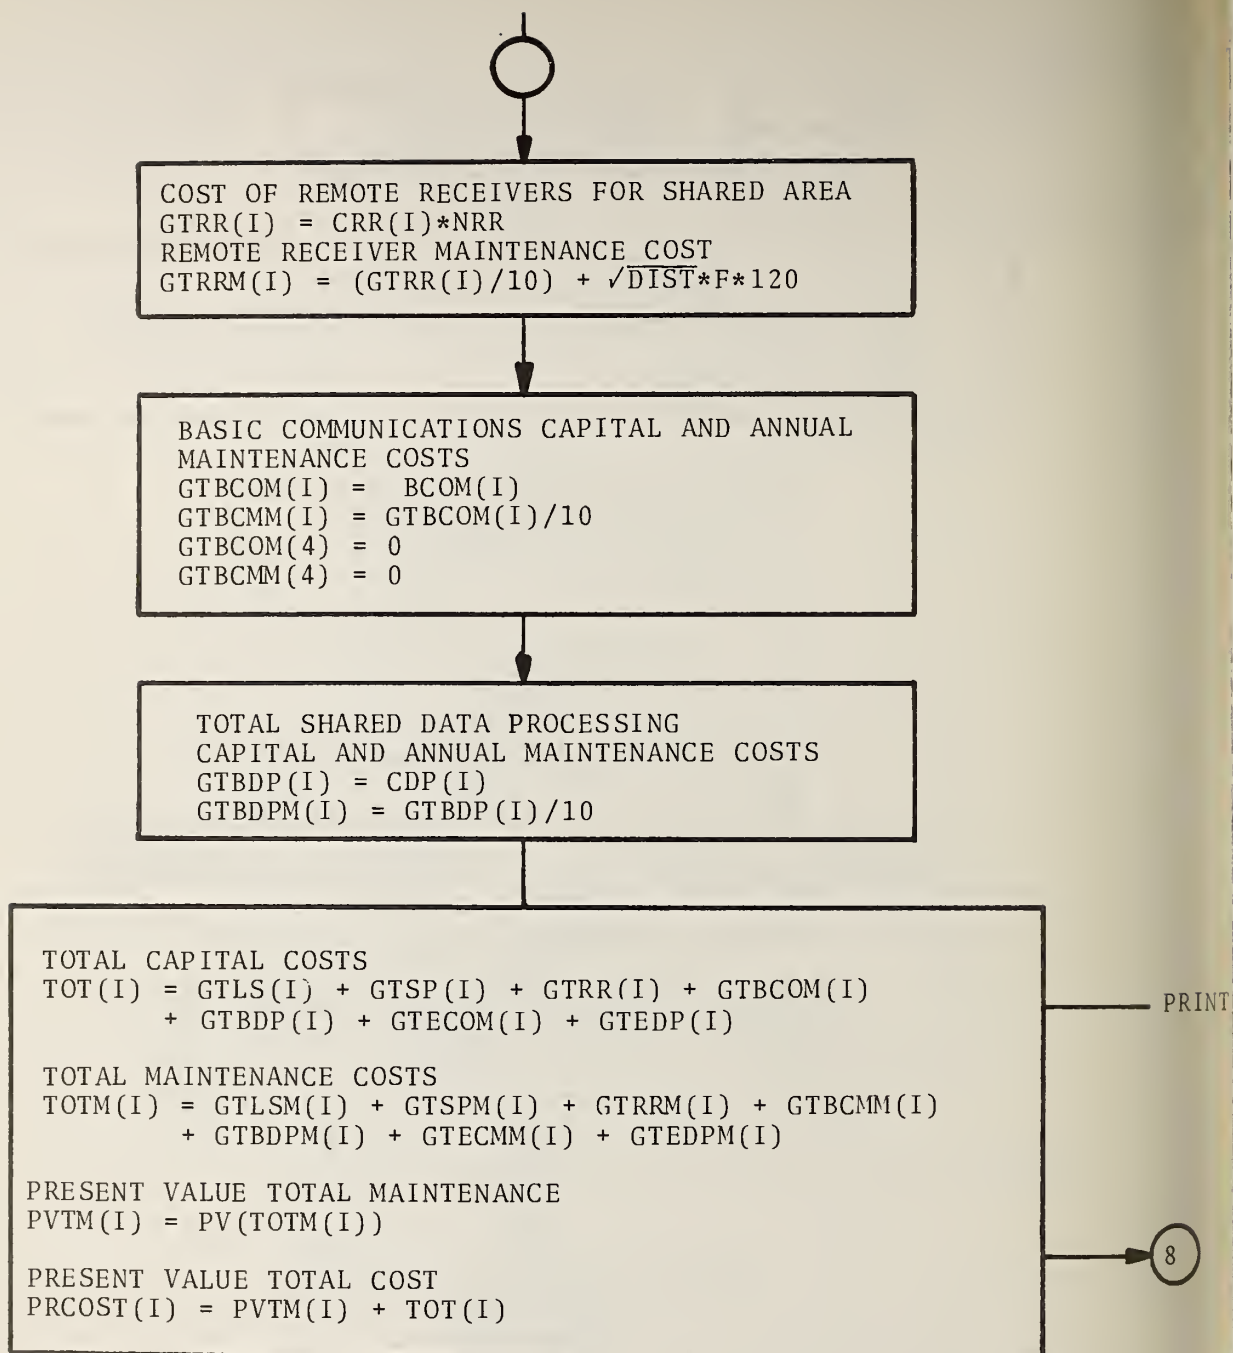 COST OF REMOTE RECEIVERS FOR SHARED AREA
GTRR(I) = CRR(I)*NRR
REMOTE RECEIVER MAINTENANCE COST
GTRRM(I) = (GTRR(I)/10) + √DIST*F*120
BASIC COMMUNICATIONS CAPITAL AND ANNUAL
MAINTENANCE COSTS
GTBCOM(I) = BCOM(I)
GTBCMM(I) = GTBCOM(I)/10
GTBCOM(4) = 0
GTBCMM(4) = 0
TOTAL SHARED DATA PROCESSING
CAPITAL AND ANNUAL MAINTENANCE COSTS
GTBDP(I) = CDP(I)
GTBDPM(I) = GTBDP(I)/10
TOTAL CAPITAL COSTS
TOT(I) = GTLS(I) + GTSP(I) + GTRR(I) + GTBCOM(I)
+ GTBDP(I) + GTECOM(I) + GTEDP(I)
PRINT
TOTAL MAINTENANCE COSTS
TOTM(I) = GTLSM(I) + GTSPM(I) + GTRRM(I) + GTBCMM(I)
+ GTBDPM(I) + GTECMM(I) + GTEDPM(I)
PRESENT VALUE TOTAL MAINTENANCE
PVTM(I) = PV(TOTM(I))
8
PRESENT VALUE TOTAL COST
PRCOST(I) = PVTM(I) + TOT(I)